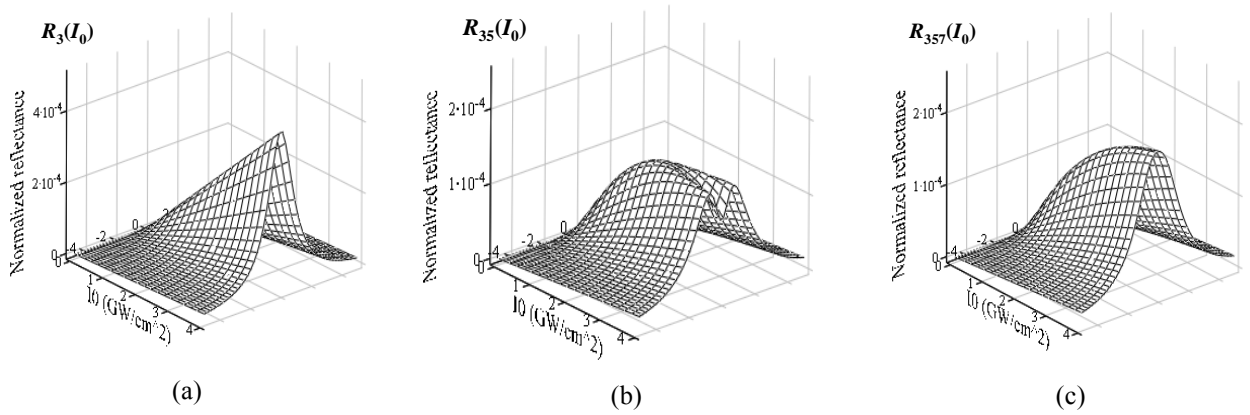 R3(I0)
Normalized reflectance
4·10-4
2·10-4
0
0
1
2
3
4
-4
-2
0
2
I0 (GW/cm^2)
(a)
R35(I0)
Normalized reflectance
2·10-4
1·10-4
0
0
1
2
3
4
-4
-2
0
I0 (GW/cm^2)
(b)
R357(I0)
Normalized reflectance
2·10-4
1·10-4
0
0
1
2
3
4
-4
-2
0
I0 (GW/cm^2)
(c)